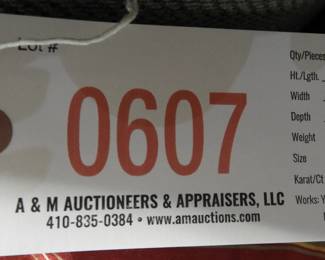 Lot #
0607
A & M AUCTIONEERS & APPRAISERS, LLC
410-835-0384 • www.amauctions.com
Qty/Pieces
Ht./Lgth.
Width
Depth
Weight
Size
Karat/Ct
Works: Y